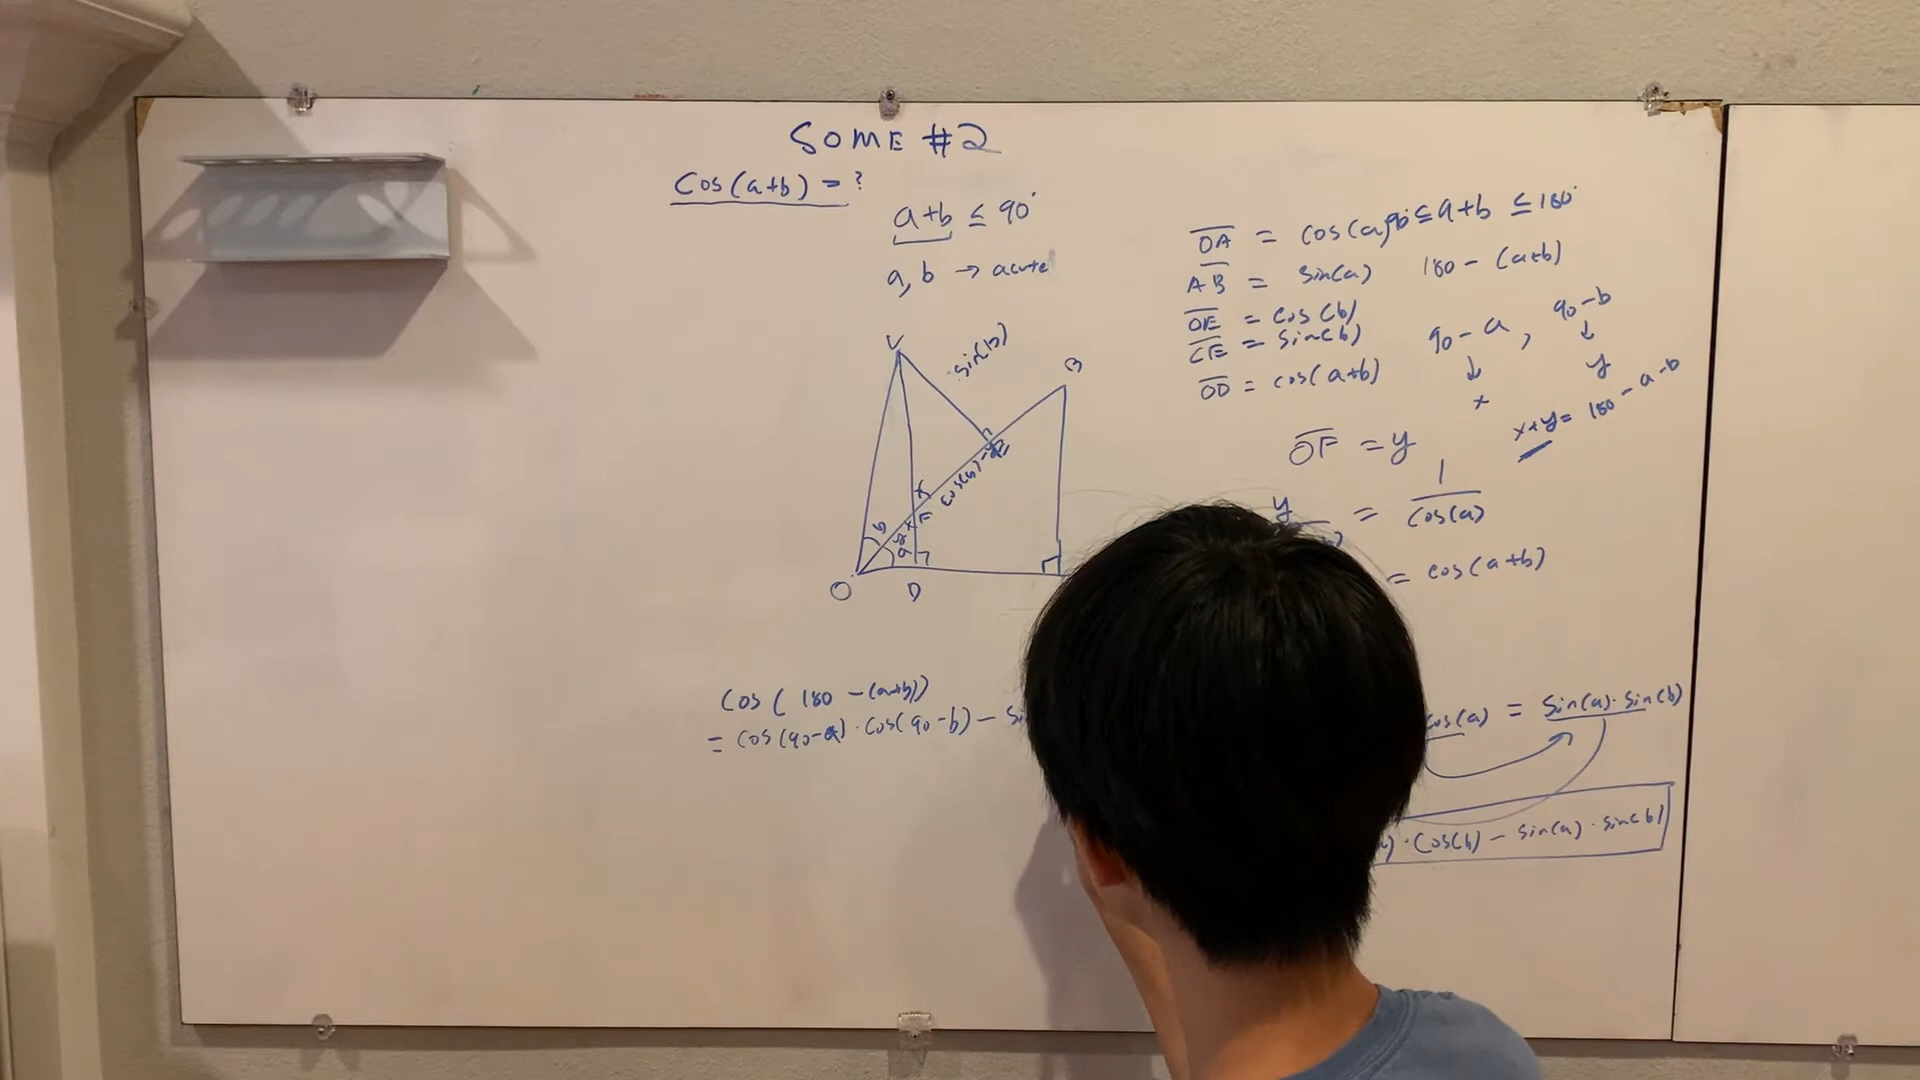 SOME #2
Cos(a+b) = ?
a+b ≤ 90°
a, b → acute
OA = cos(a)
90° ≤ a+b ≤ 180°
AB = sin(a)
180 - (a+b)
OE = cos(b)
CE = sin(b)
OD = cos(a+b)
90-a , 90-b
↓ ↓
x y
x+y = 180 - a - b
OF = y
y = 1
cos(a)
= cos(a+b)
sin(b)
B
E
cos(b) - y
x
x F
b
a
O D
Cos( 180 - (a+b))
= cos(90-a) · cos(90-b) -
cos(a) = sin(a) · sin(b)
· cos(b) - sin(a) · sin(b)